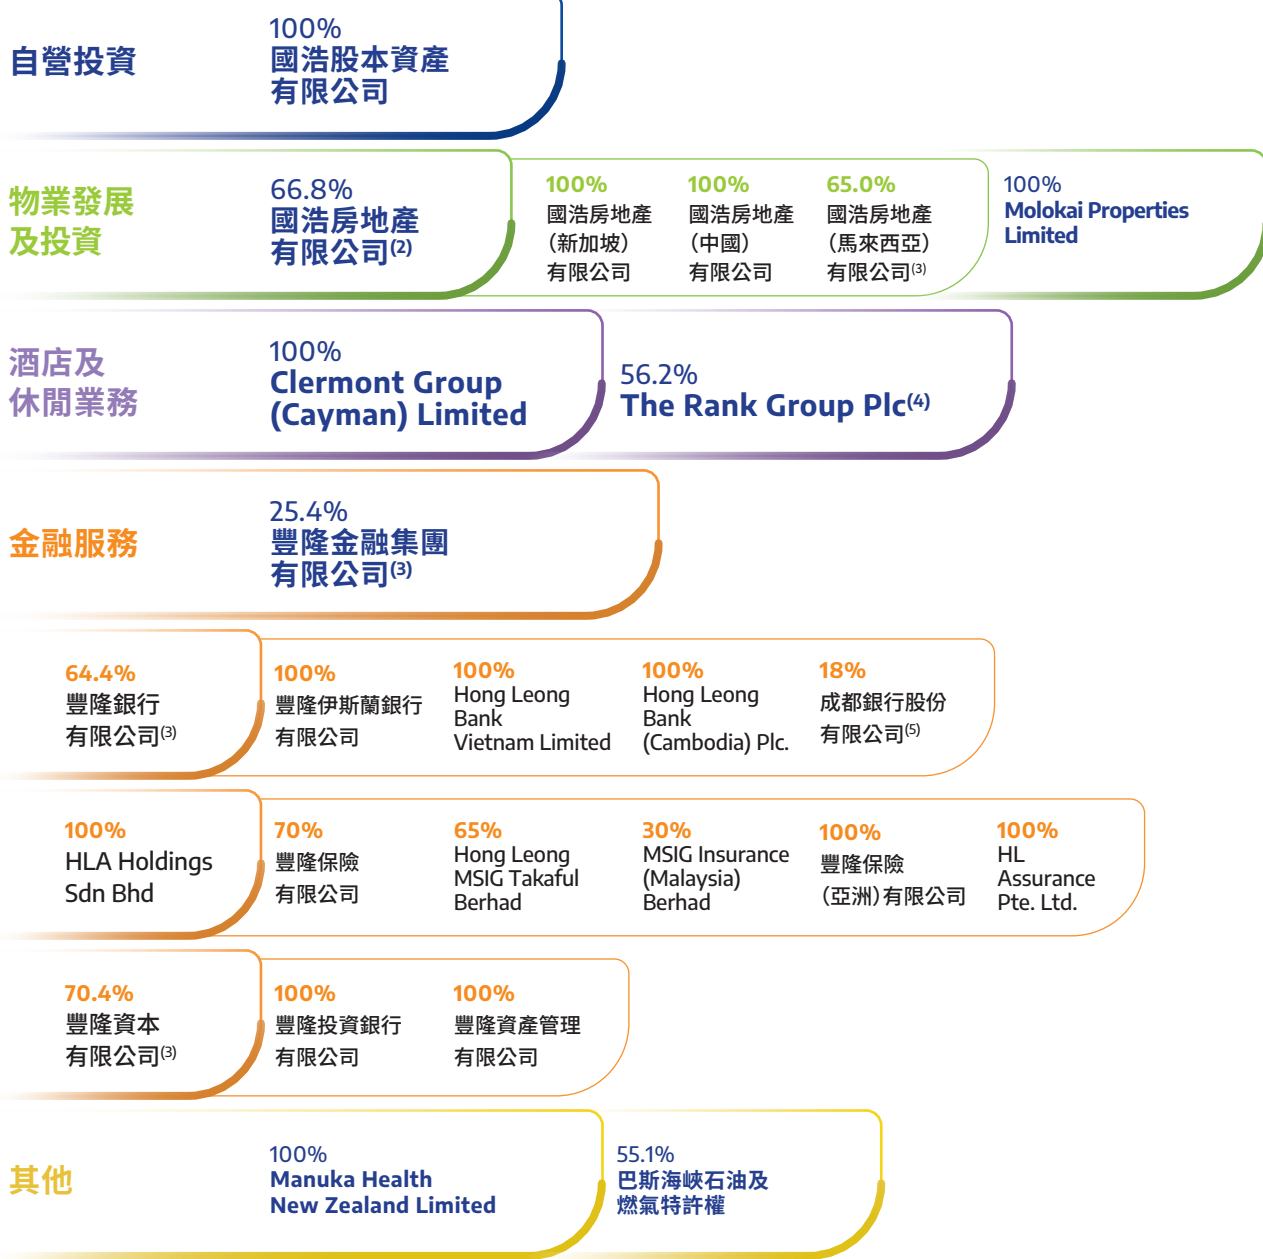 自營投資
100%
國浩股本資產
有限公司
物業發展
及投資
66.8%
國浩房地產
有限公司(2)
100%
國浩房地產
（新加坡）
有限公司
100%
國浩房地產
（中國）
有限公司
65.0%
國浩房地產
（馬來西亞）
有限公司(3)
100%
Molokai Properties
Limited
酒店及
休閒業務
100%
Clermont Group
(Cayman) Limited
56.2%
The Rank Group Plc(4)
金融服務
25.4%
豐隆金融集團
有限公司(3)
64.4%
豐隆銀行
有限公司(3)
100%
豐隆伊斯蘭銀行
有限公司
100%
Hong Leong
Bank
Vietnam Limited
100%
Hong Leong
Bank
(Cambodia) Plc.
18%
成都銀行股份
有限公司(5)
100%
HLA Holdings
Sdn Bhd
70%
豐隆保險
有限公司
65%
Hong Leong
MSIG Takaful
Berhad
30%
MSIG Insurance
(Malaysia)
Berhad
100%
豐隆保險
（亞洲）有限公司
100%
HL
Assurance
Pte. Ltd.
70.4%
豐隆資本
有限公司(3)
100%
豐隆投資銀行
有限公司
100%
豐隆資產管理
有限公司
其他
100%
Manuka Health
New Zealand Limited
55.1%
巴斯海峽石油及
燃氣特許權